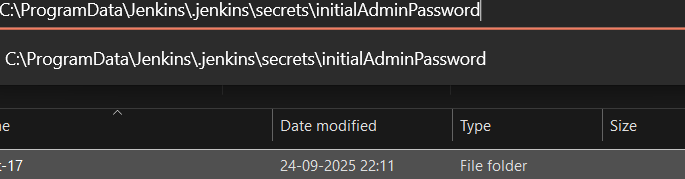 C:\ProgramData\Jenkins\.jenkins\secrets\initialAdminPassword
C:\ProgramData\Jenkins\.jenkins\secrets\initialAdminPassword
Date modified Type Size
-17 24-09-2025 22:11 File folder